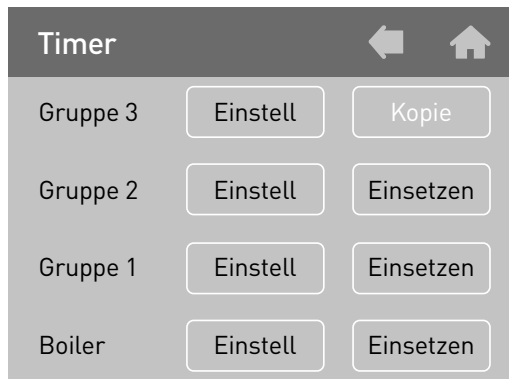 Timer
Gruppe 3 Einstell Kopie
Gruppe 2 Einstell Einsetzen
Gruppe 1 Einstell Einsetzen
Boiler Einstell Einsetzen